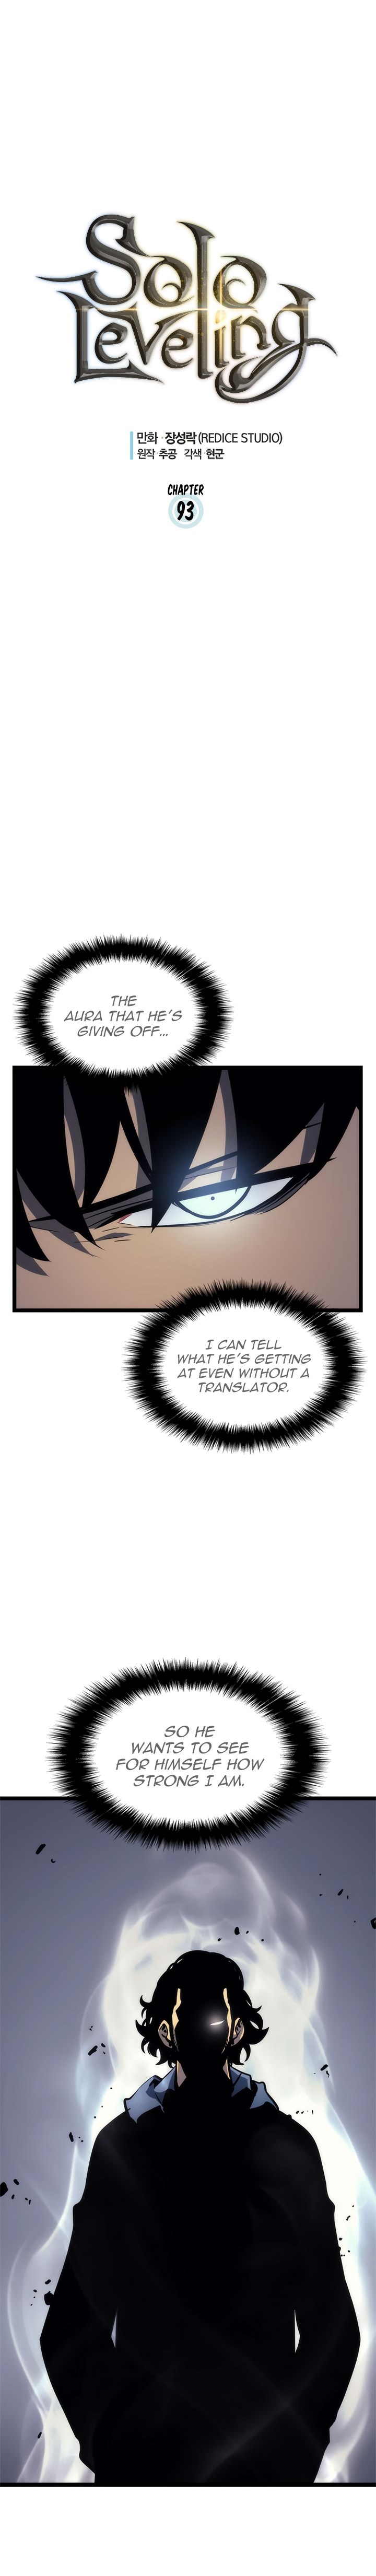 Solo
Leveling
만화·장성락(REDICE STUDIO)
원작·추공 각색·현군
CHAPTER
93
THE
AURA THAT HE'S
GIVING OFF...
I CAN TELL
WHAT HE'S GETTING
AT EVEN WITHOUT A
TRANSLATOR.
SO HE
WANTS TO SEE
FOR HIMSELF HOW
STRONG I AM.